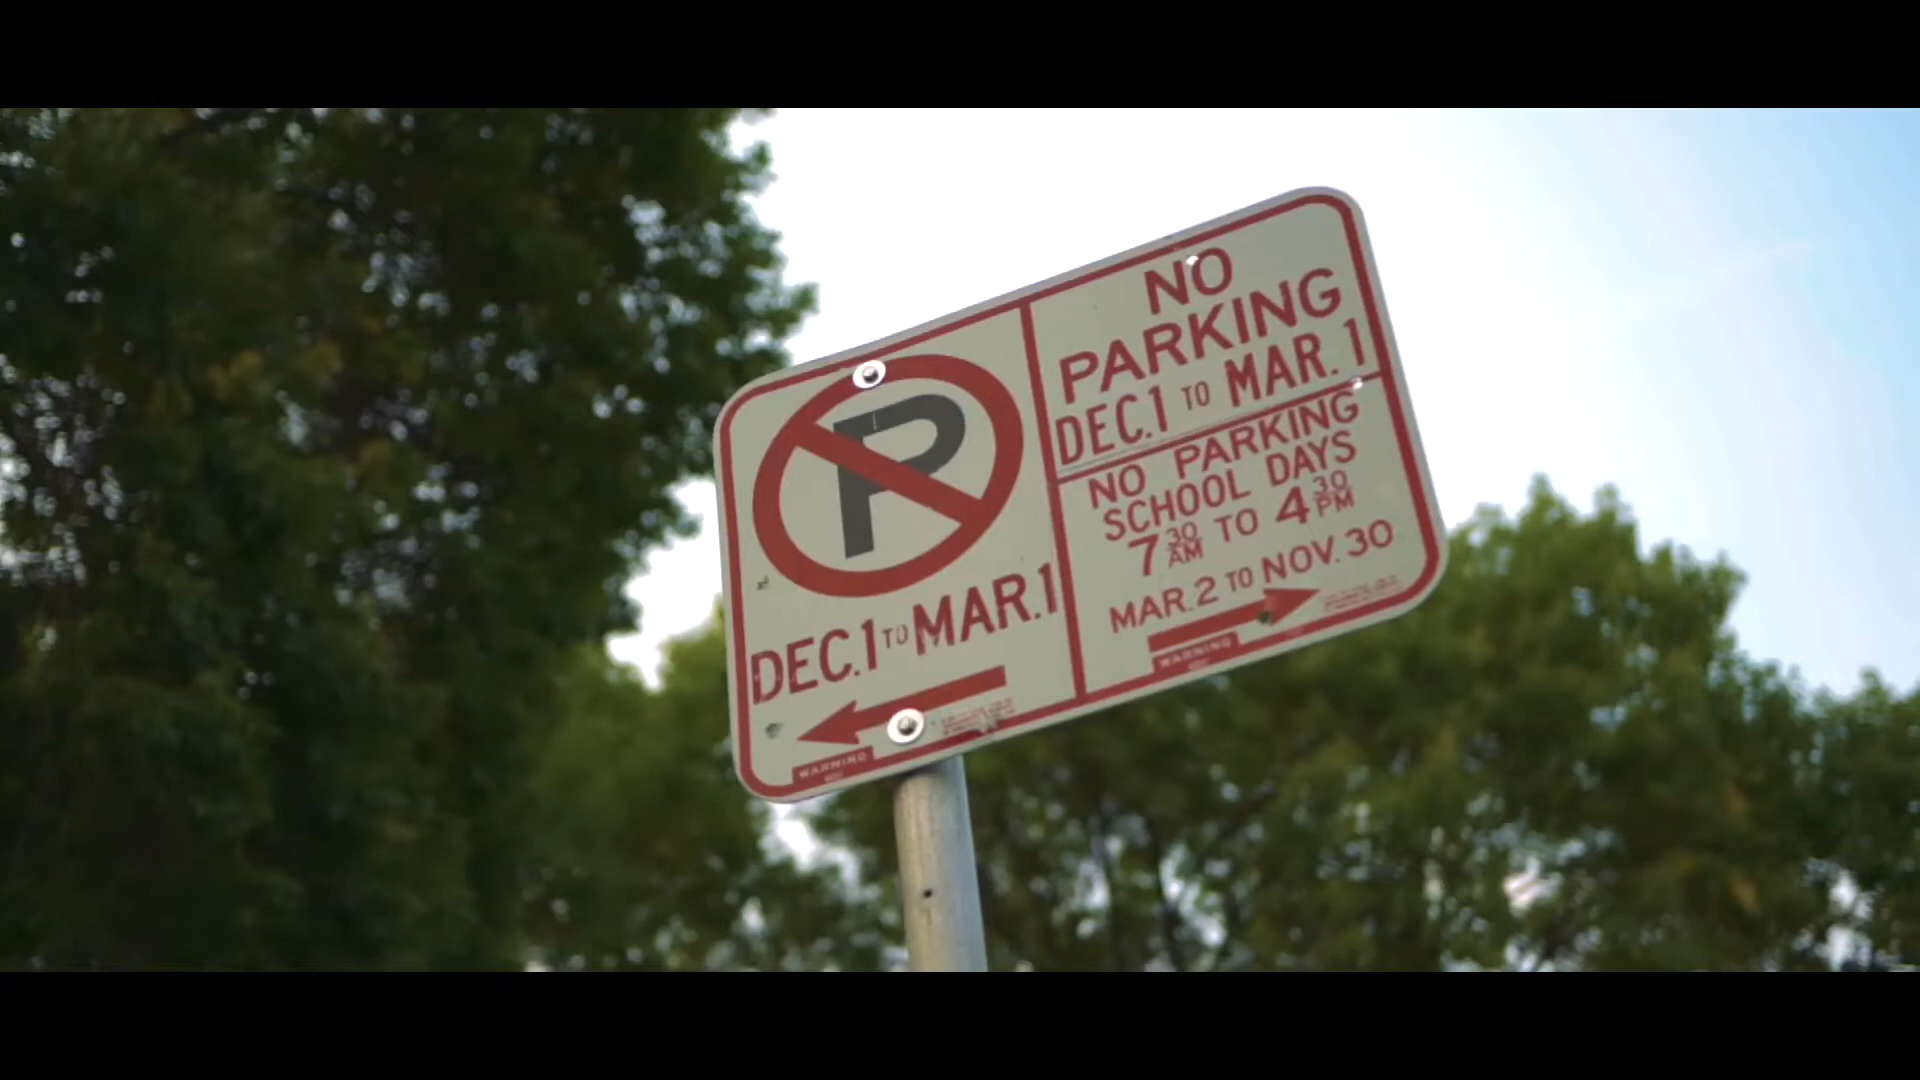 P
DEC.1 TO MAR.1
WARNING
NO
PARKING
DEC.1 TO MAR. 1
NO PARKING
SCHOOL DAYS
7 30 AM TO 4 30 PM
MAR. 2 TO NOV. 30
WARNING